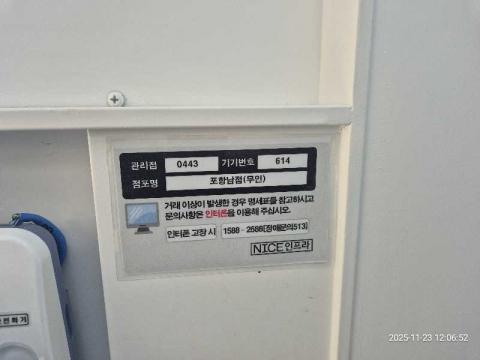 관리점 0443 기기번호 614
점포명 포항남점(무인)
거래 이상이 발생한 경우 명세표를 참고하시고
문의사항은 인터폰을 이용해 주십시오.
인터폰 고장 시 1588-2588[장애문의513]
NICE인프라
전화기
2025-11-23 12:06:52